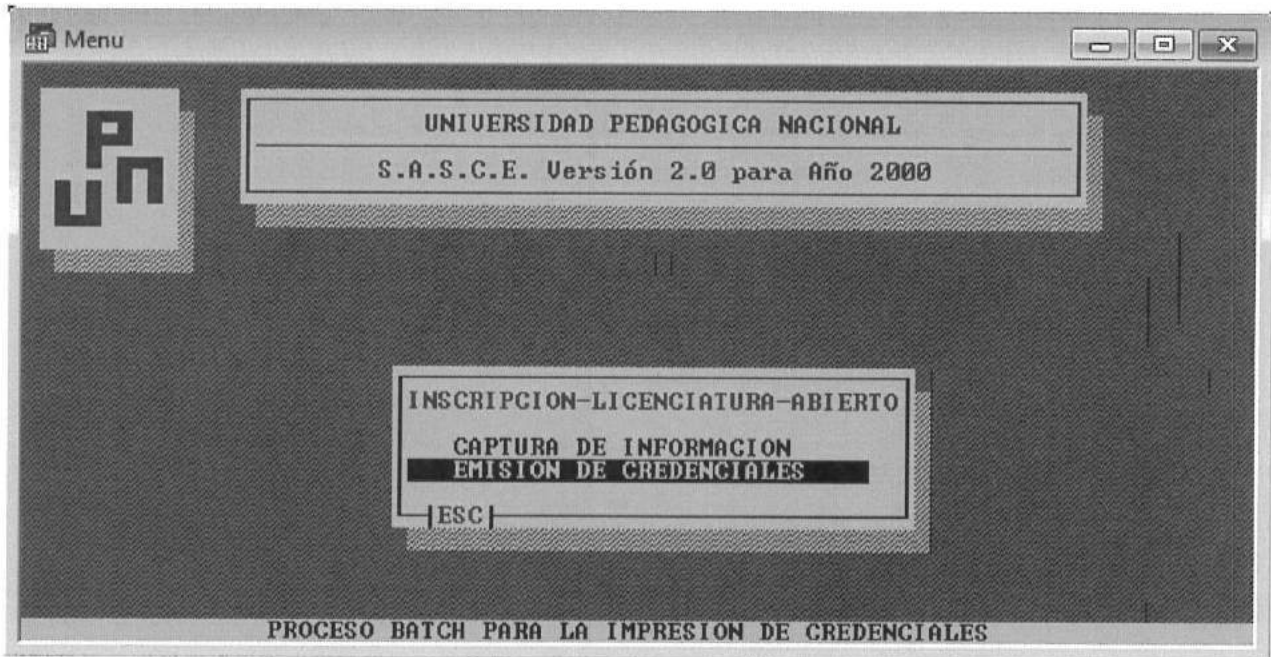 Menu
UPN
UNIVERSIDAD PEDAGOGICA NACIONAL
S.A.S.C.E. Versión 2.0 para Año 2000
INSCRIPCION-LICENCIATURA-ABIERTO
CAPTURA DE INFORMACION
EMISION DE CREDENCIALES
ESC
PROCESO BATCH PARA LA IMPRESION DE CREDENCIALES